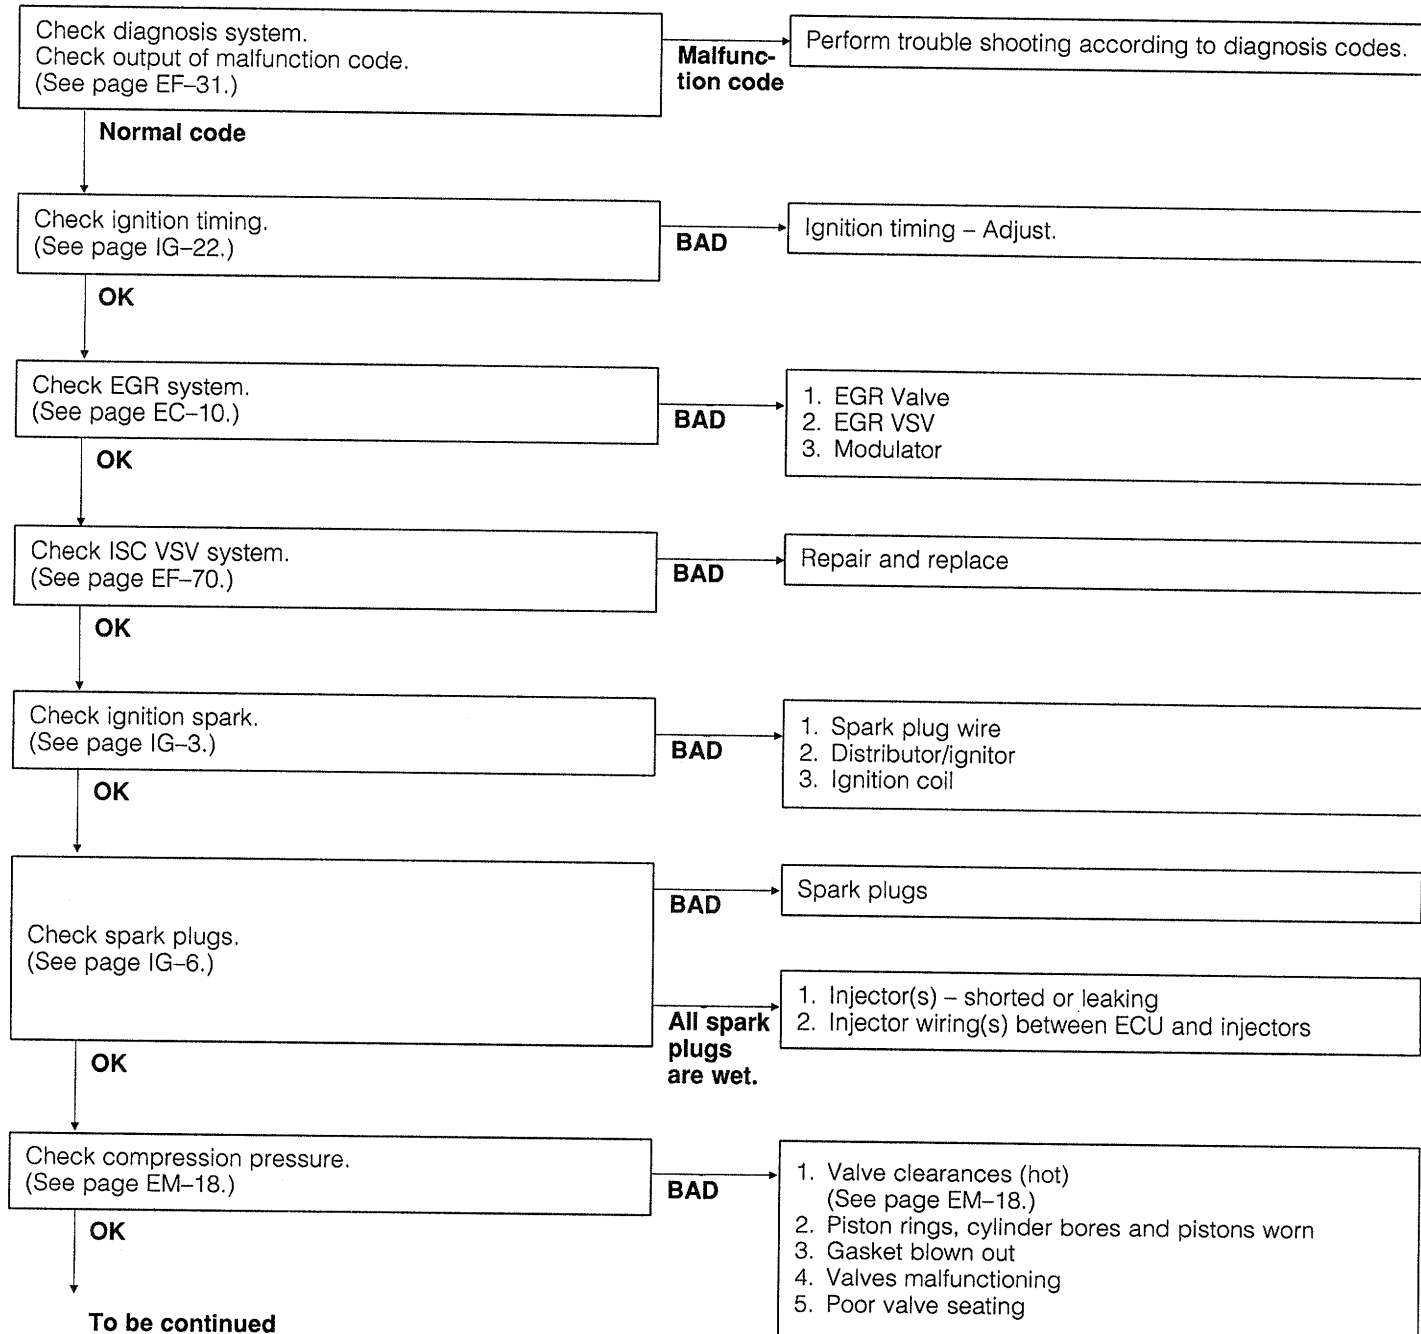 Check diagnosis system.
Check output of malfunction code.
(See page EF–31.)
Malfunc-
tion code
Perform trouble shooting according to diagnosis codes.
Normal code
Check ignition timing.
(See page IG–22.)
BAD
Ignition timing – Adjust.
OK
Check EGR system.
(See page EC–10.)
BAD
1. EGR Valve
2. EGR VSV
3. Modulator
OK
Check ISC VSV system.
(See page EF–70.)
BAD
Repair and replace
OK
Check ignition spark.
(See page IG–3.)
BAD
1. Spark plug wire
2. Distributor/ignitor
3. Ignition coil
OK
Check spark plugs.
(See page IG–6.)
BAD
Spark plugs
All spark
plugs
are wet.
1. Injector(s) – shorted or leaking
2. Injector wiring(s) between ECU and injectors
OK
Check compression pressure.
(See page EM–18.)
BAD
1. Valve clearances (hot)
(See page EM–18.)
2. Piston rings, cylinder bores and pistons worn
3. Gasket blown out
4. Valves malfunctioning
5. Poor valve seating
OK
To be continued